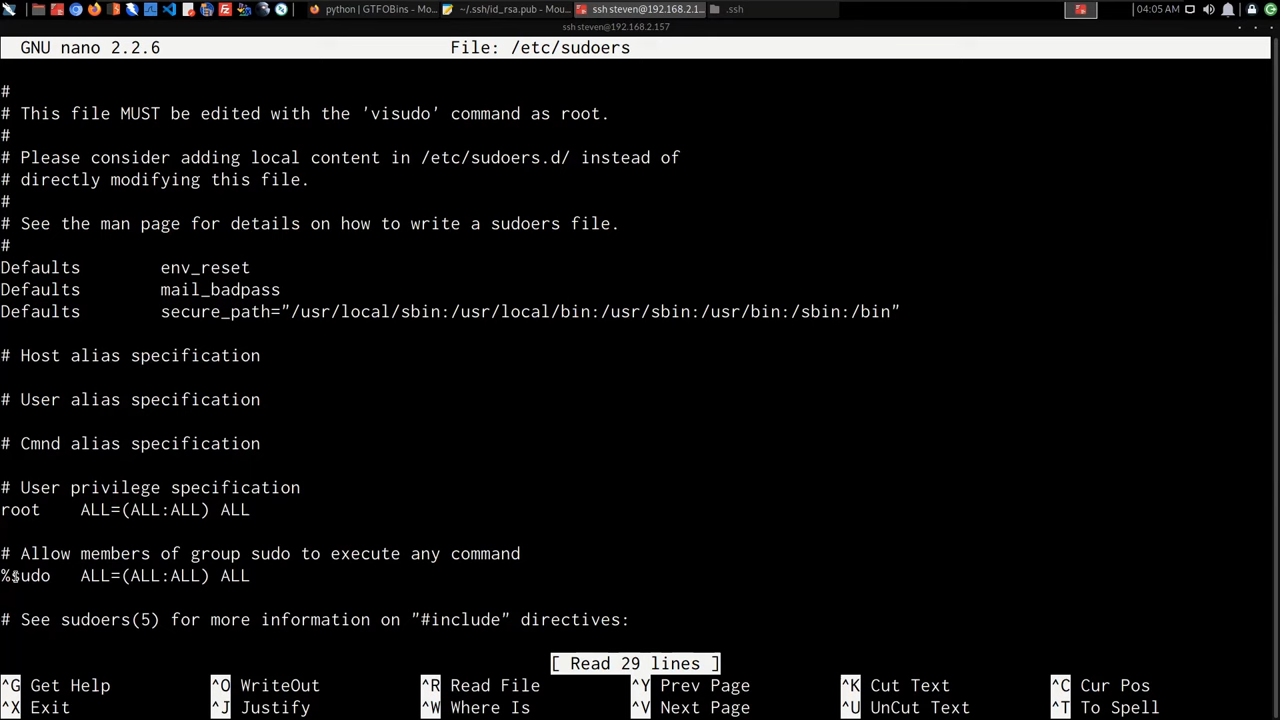 python | GTFOBins - Mo...
~/.ssh/id_rsa.pub - Mou...
ssh steven@192.168.2.1...
.ssh
04:05 AM
ssh steven@192.168.2.157
GNU nano 2.2.6 File: /etc/sudoers
#
# This file MUST be edited with the 'visudo' command as root.
#
# Please consider adding local content in /etc/sudoers.d/ instead of
# directly modifying this file.
#
# See the man page for details on how to write a sudoers file.
#
Defaults env_reset
Defaults mail_badpass
Defaults secure_path="/usr/local/sbin:/usr/local/bin:/usr/sbin:/usr/bin:/sbin:/bin"
# Host alias specification
# User alias specification
# Cmnd alias specification
# User privilege specification
root ALL=(ALL:ALL) ALL
# Allow members of group sudo to execute any command
%sudo ALL=(ALL:ALL) ALL
# See sudoers(5) for more information on "#include" directives:
[ Read 29 lines ]
^G Get Help ^O WriteOut ^R Read File ^Y Prev Page ^K Cut Text ^C Cur Pos
^X Exit ^J Justify ^W Where Is ^V Next Page ^U UnCut Text ^T To Spell